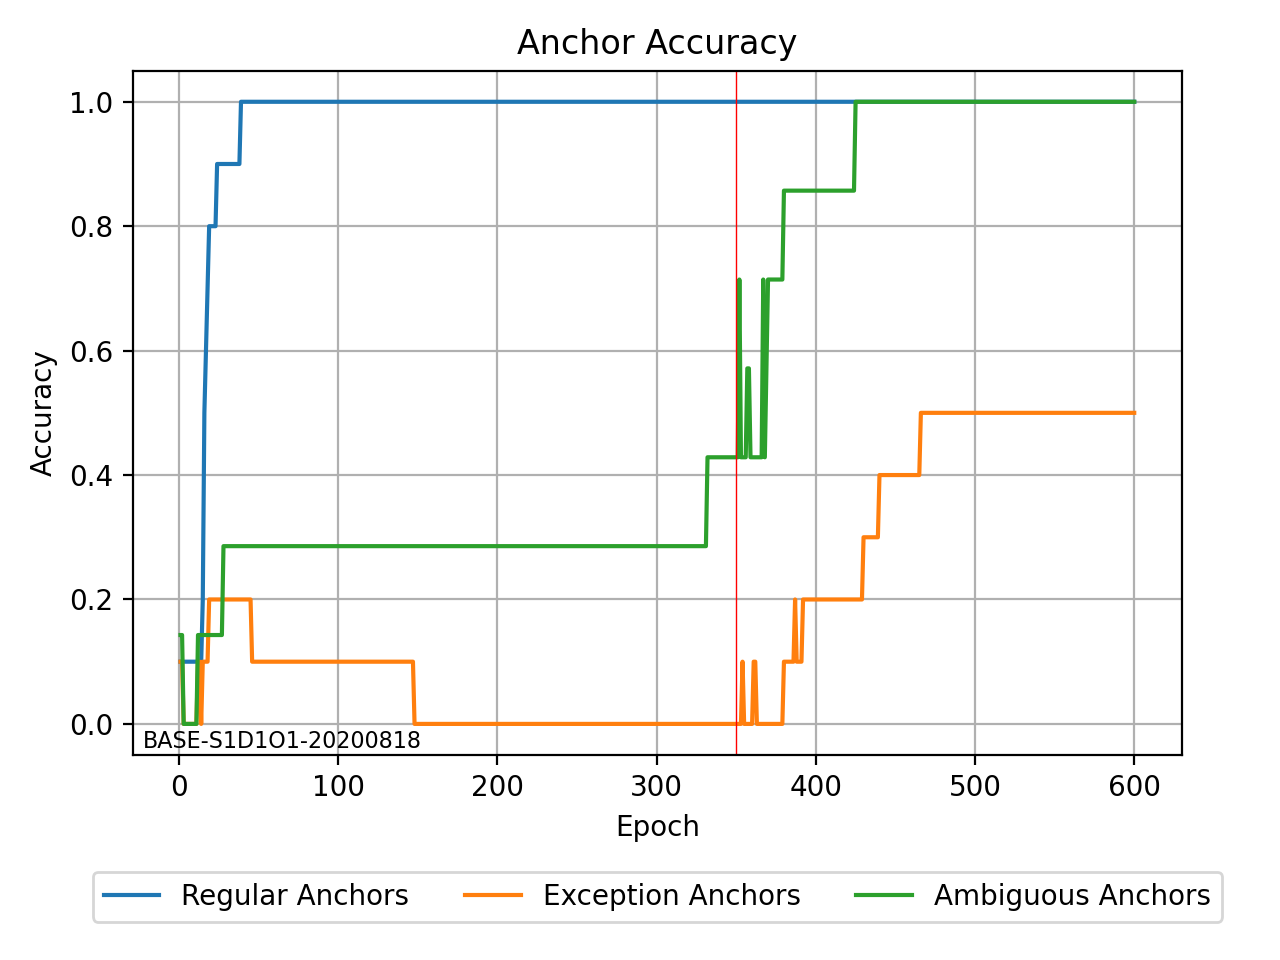 Anchor Accuracy
1.0
0.8
0.6
0.4
0.2
0.0
Accuracy
BASE-S1D1O1-20200818
0 100 200 300 400 500 600
Epoch
Regular Anchors Exception Anchors Ambiguous Anchors